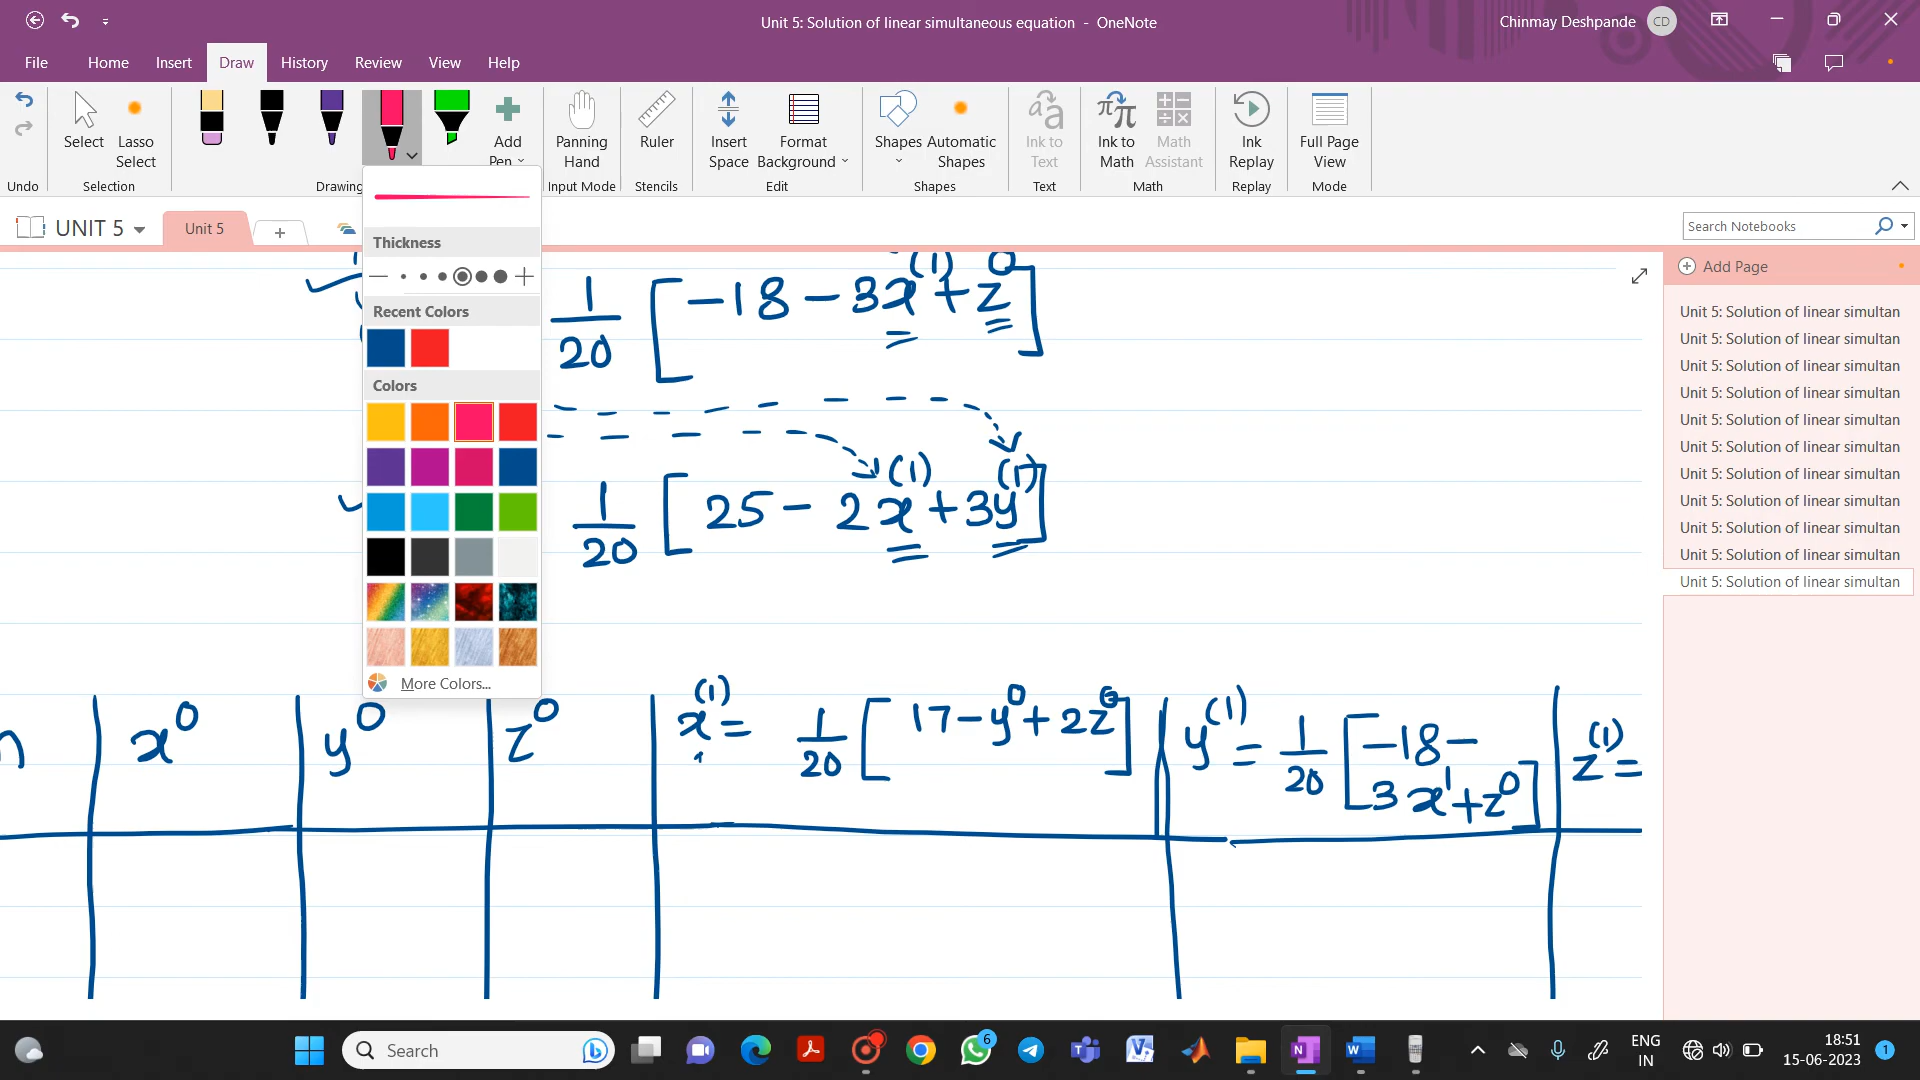 Unit 5: Solution of linear simultaneous equation - OneNote
Chinmay Deshpande CD
File Home Insert Draw History Review View Help
Select Lasso Select
Add Pen
Panning Hand
Ruler
Insert Space
Format Background
Shapes Automatic Shapes
Ink to Text
Ink to Math
Math Assistant
Ink Replay
Full Page View
Undo Selection Drawing Input Mode Stencils Edit Shapes Text Math Replay Mode
UNIT 5 Unit 5 +
Search Notebooks
Add Page
Thickness
Recent Colors
Colors
More Colors...
Unit 5: Solution of linear simultan
Unit 5: Solution of linear simultan
Unit 5: Solution of linear simultan
Unit 5: Solution of linear simultan
Unit 5: Solution of linear simultan
Unit 5: Solution of linear simultan
Unit 5: Solution of linear simultan
Unit 5: Solution of linear simultan
Unit 5: Solution of linear simultan
Unit 5: Solution of linear simultan
Unit 5: Solution of linear simultan
1/20 [-18 - 3x^(1) + z^0]
1/20 [25 - 2x^(1) + 3y^(1)]
n x^0 y^0 z^0 x^(1) = 1/20 [17 - y^0 + 2z^0] y^(1) = 1/20 [-18 - 3x^1 + z^0] z^(1) =
Search
6
ENG IN
18:51
15-06-2023
1